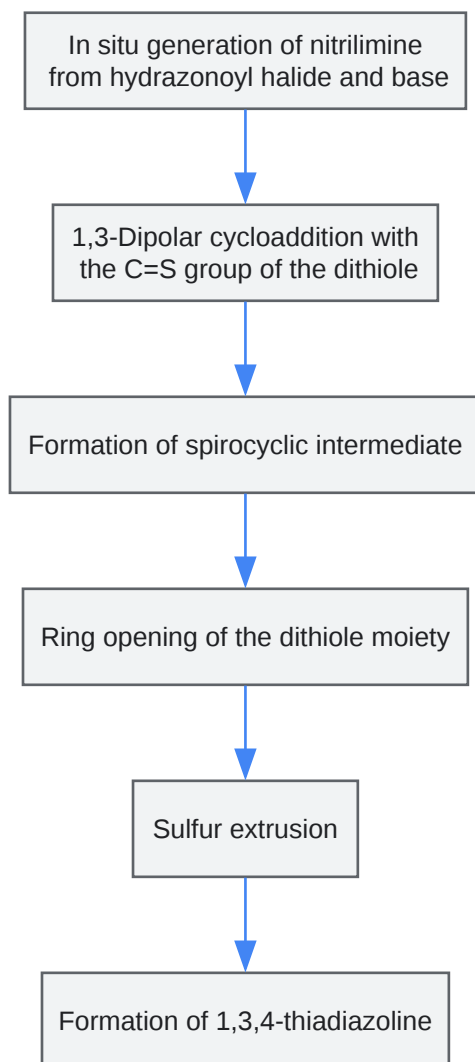 In situ generation of nitrilimine
from hydrazonoyl halide and base
1,3-Dipolar cycloaddition with
the C=S group of the dithiole
Formation of spirocyclic intermediate
Ring opening of the dithiole moiety
Sulfur extrusion
Formation of 1,3,4-thiadiazoline